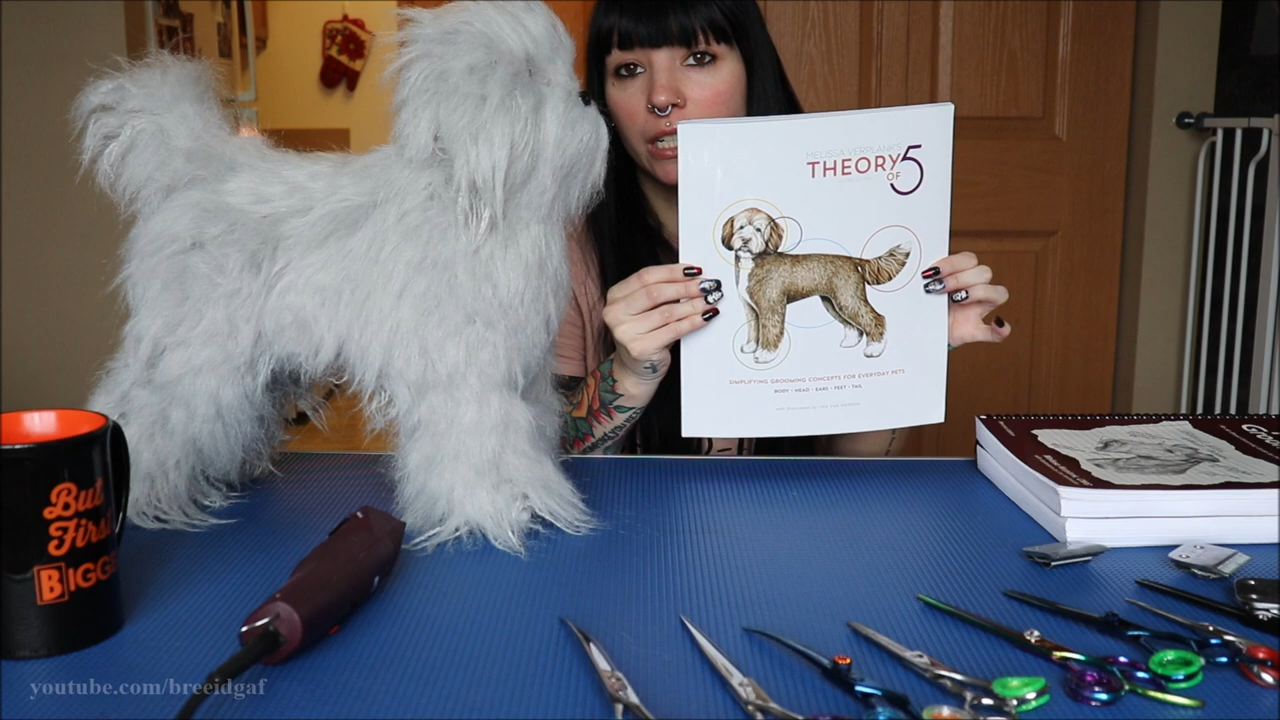 MELISSA VERPLANK'S
THEORY
OF 5
SIMPLIFYING GROOMING CONCEPTS FOR EVERYDAY PETS
BODY • HEAD • EARS • FEET • TAIL
But
First
BIGG
youtube.com/breeidgaf